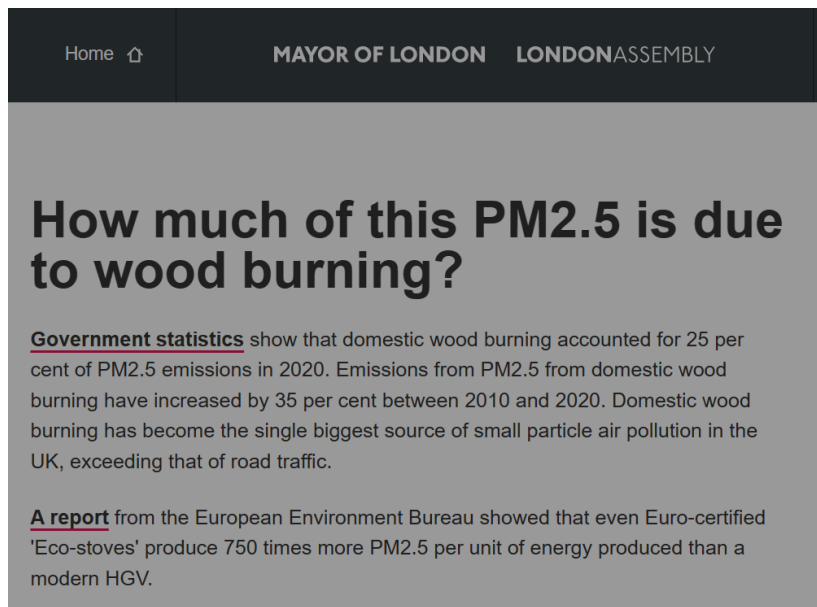 Home
MAYOR OF LONDON LONDONASSEMBLY
How much of this PM2.5 is due
to wood burning?
Government statistics show that domestic wood burning accounted for 25 per
cent of PM2.5 emissions in 2020. Emissions from PM2.5 from domestic wood
burning have increased by 35 per cent between 2010 and 2020. Domestic wood
burning has become the single biggest source of small particle air pollution in the
UK, exceeding that of road traffic.
A report from the European Environment Bureau showed that even Euro-certified
'Eco-stoves' produce 750 times more PM2.5 per unit of energy produced than a
modern HGV.